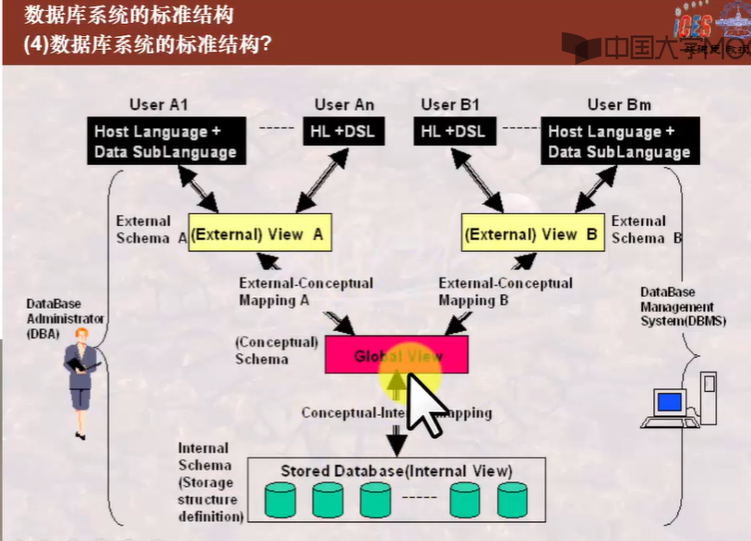 数据库系统的标准结构
(4)数据库系统的标准结构?
iCES
中国大学MOO
User A1
User An
User B1
User Bm
Host Language +
Data SubLanguage
HL +DSL
HL +DSL
Host Language +
Data SubLanguage
External
Schema A
(External) View A
(External) View B
External
Schema B
External-Conceptual
Mapping A
External-Conceptual
Mapping B
DataBase
Administrator
(DBA)
DataBase
Management
System(DBMS)
(Conceptual)
Schema
Global View
Conceptual-Inte mapping
Internal
Schema
(Storage
structure
definition)
Stored Database(Internal View)